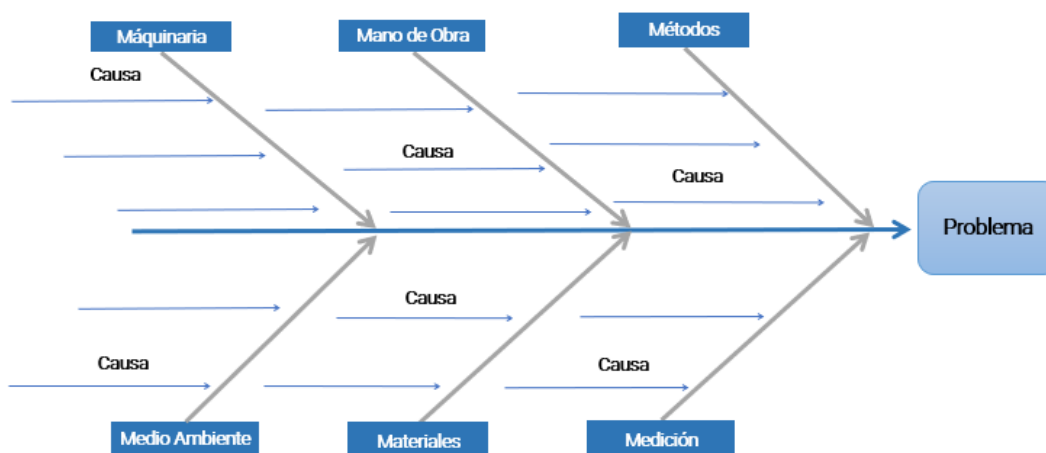 Máquinaria
Mano de Obra
Métodos
Causa
Causa
Causa
Problema
Causa
Causa
Causa
Medio Ambiente
Materiales
Medición